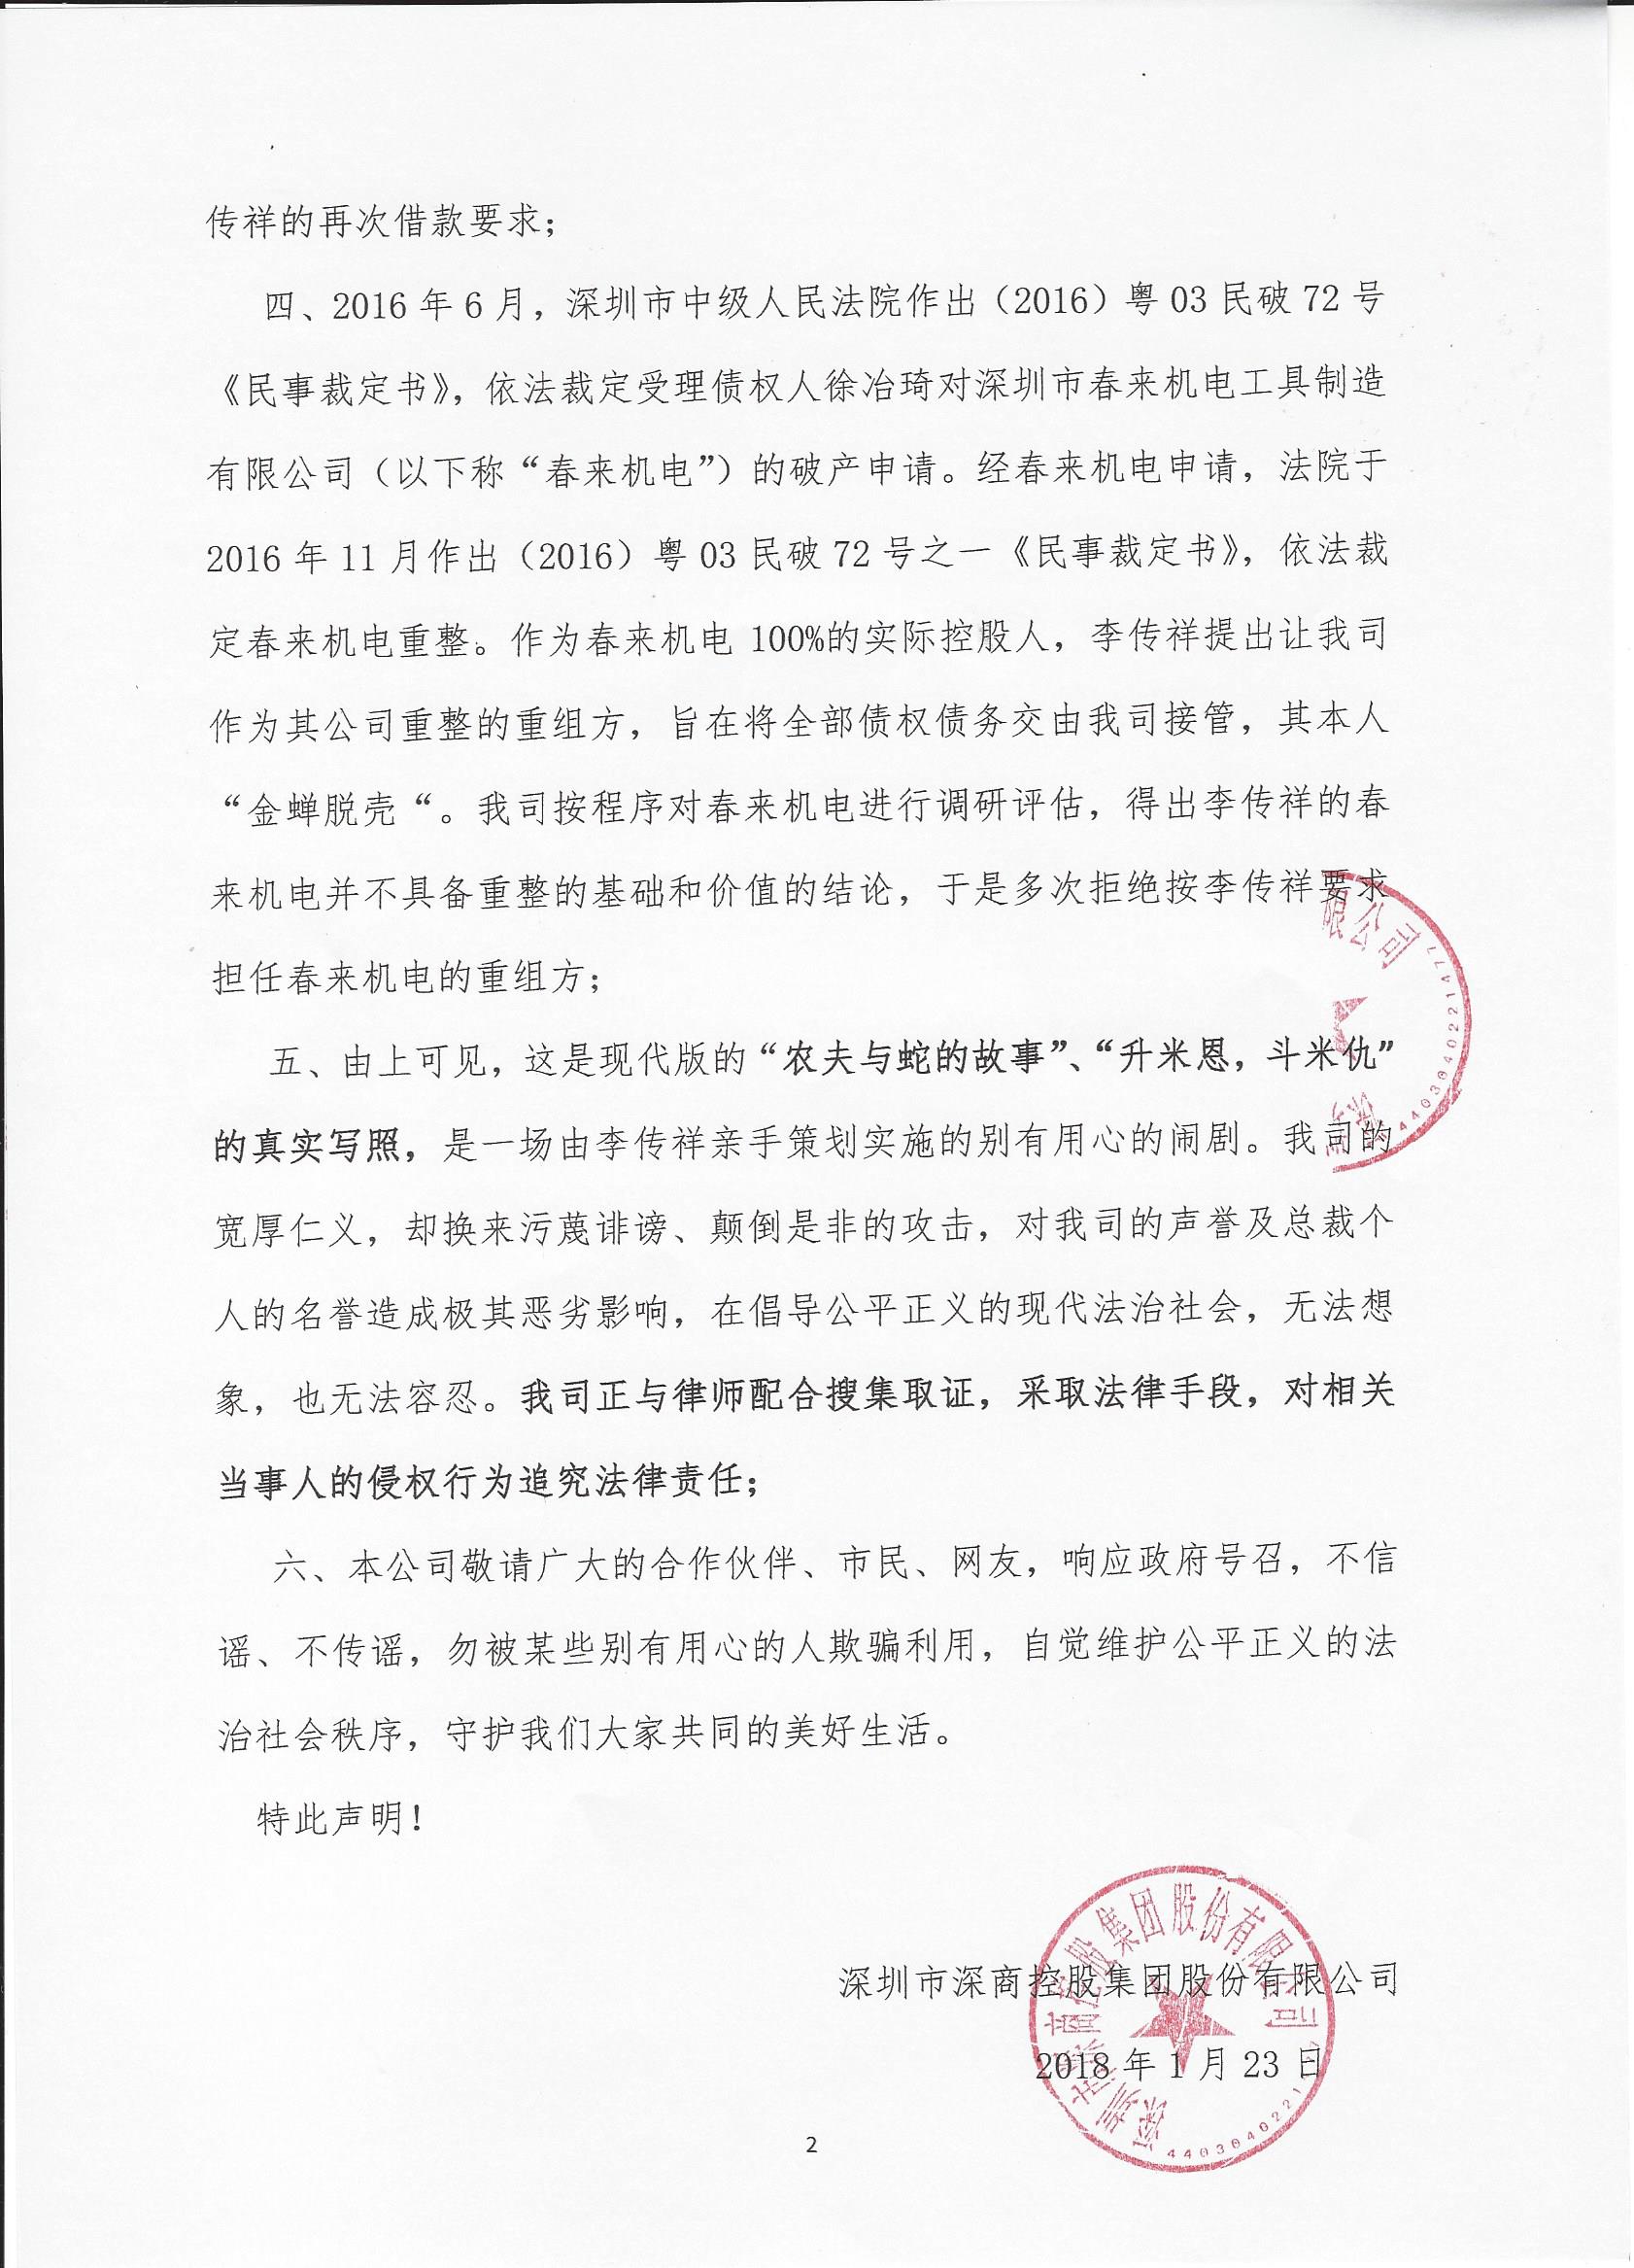 传祥的再次借款要求；
四、2016 年 6 月，深圳市中级人民法院作出（2016）粤 03 民破 72 号
《民事裁定书》，依法裁定受理债权人徐冶琦对深圳市春来机电工具制造
有限公司（以下称“春来机电”）的破产申请。经春来机电申请，法院于
2016 年 11 月作出（2016）粤 03 民破 72 号之一《民事裁定书》，依法裁
定春来机电重整。作为春来机电 100%的实际控股人，李传祥提出让我司
作为其公司重整的重组方，旨在将全部债权债务交由我司接管，其本人
“金蝉脱壳“。我司按程序对春来机电进行调研评估，得出李传祥的春
来机电并不具备重整的基础和价值的结论，于是多次拒绝按李传祥要求
担任春来机电的重组方；
限公司
4403040221477
五、由上可见，这是现代版的“农夫与蛇的故事”、“升米恩，斗米仇”
的真实写照，是一场由李传祥亲手策划实施的别有用心的闹剧。我司的
宽厚仁义，却换来污蔑诽谤、颠倒是非的攻击，对我司的声誉及总裁个
人的名誉造成极其恶劣影响，在倡导公平正义的现代法治社会，无法想
象，也无法容忍。我司正与律师配合搜集取证，采取法律手段，对相关
当事人的侵权行为追究法律责任；
六、本公司敬请广大的合作伙伴、市民、网友，响应政府号召，不信
谣、不传谣，勿被某些别有用心的人欺骗利用，自觉维护公平正义的法
治社会秩序，守护我们大家共同的美好生活。
特此声明！
深圳市深商控股集团股份有限公司
2018 年 1 月 23 日
深圳市深商控股集团股份有限公司
4403040221
2